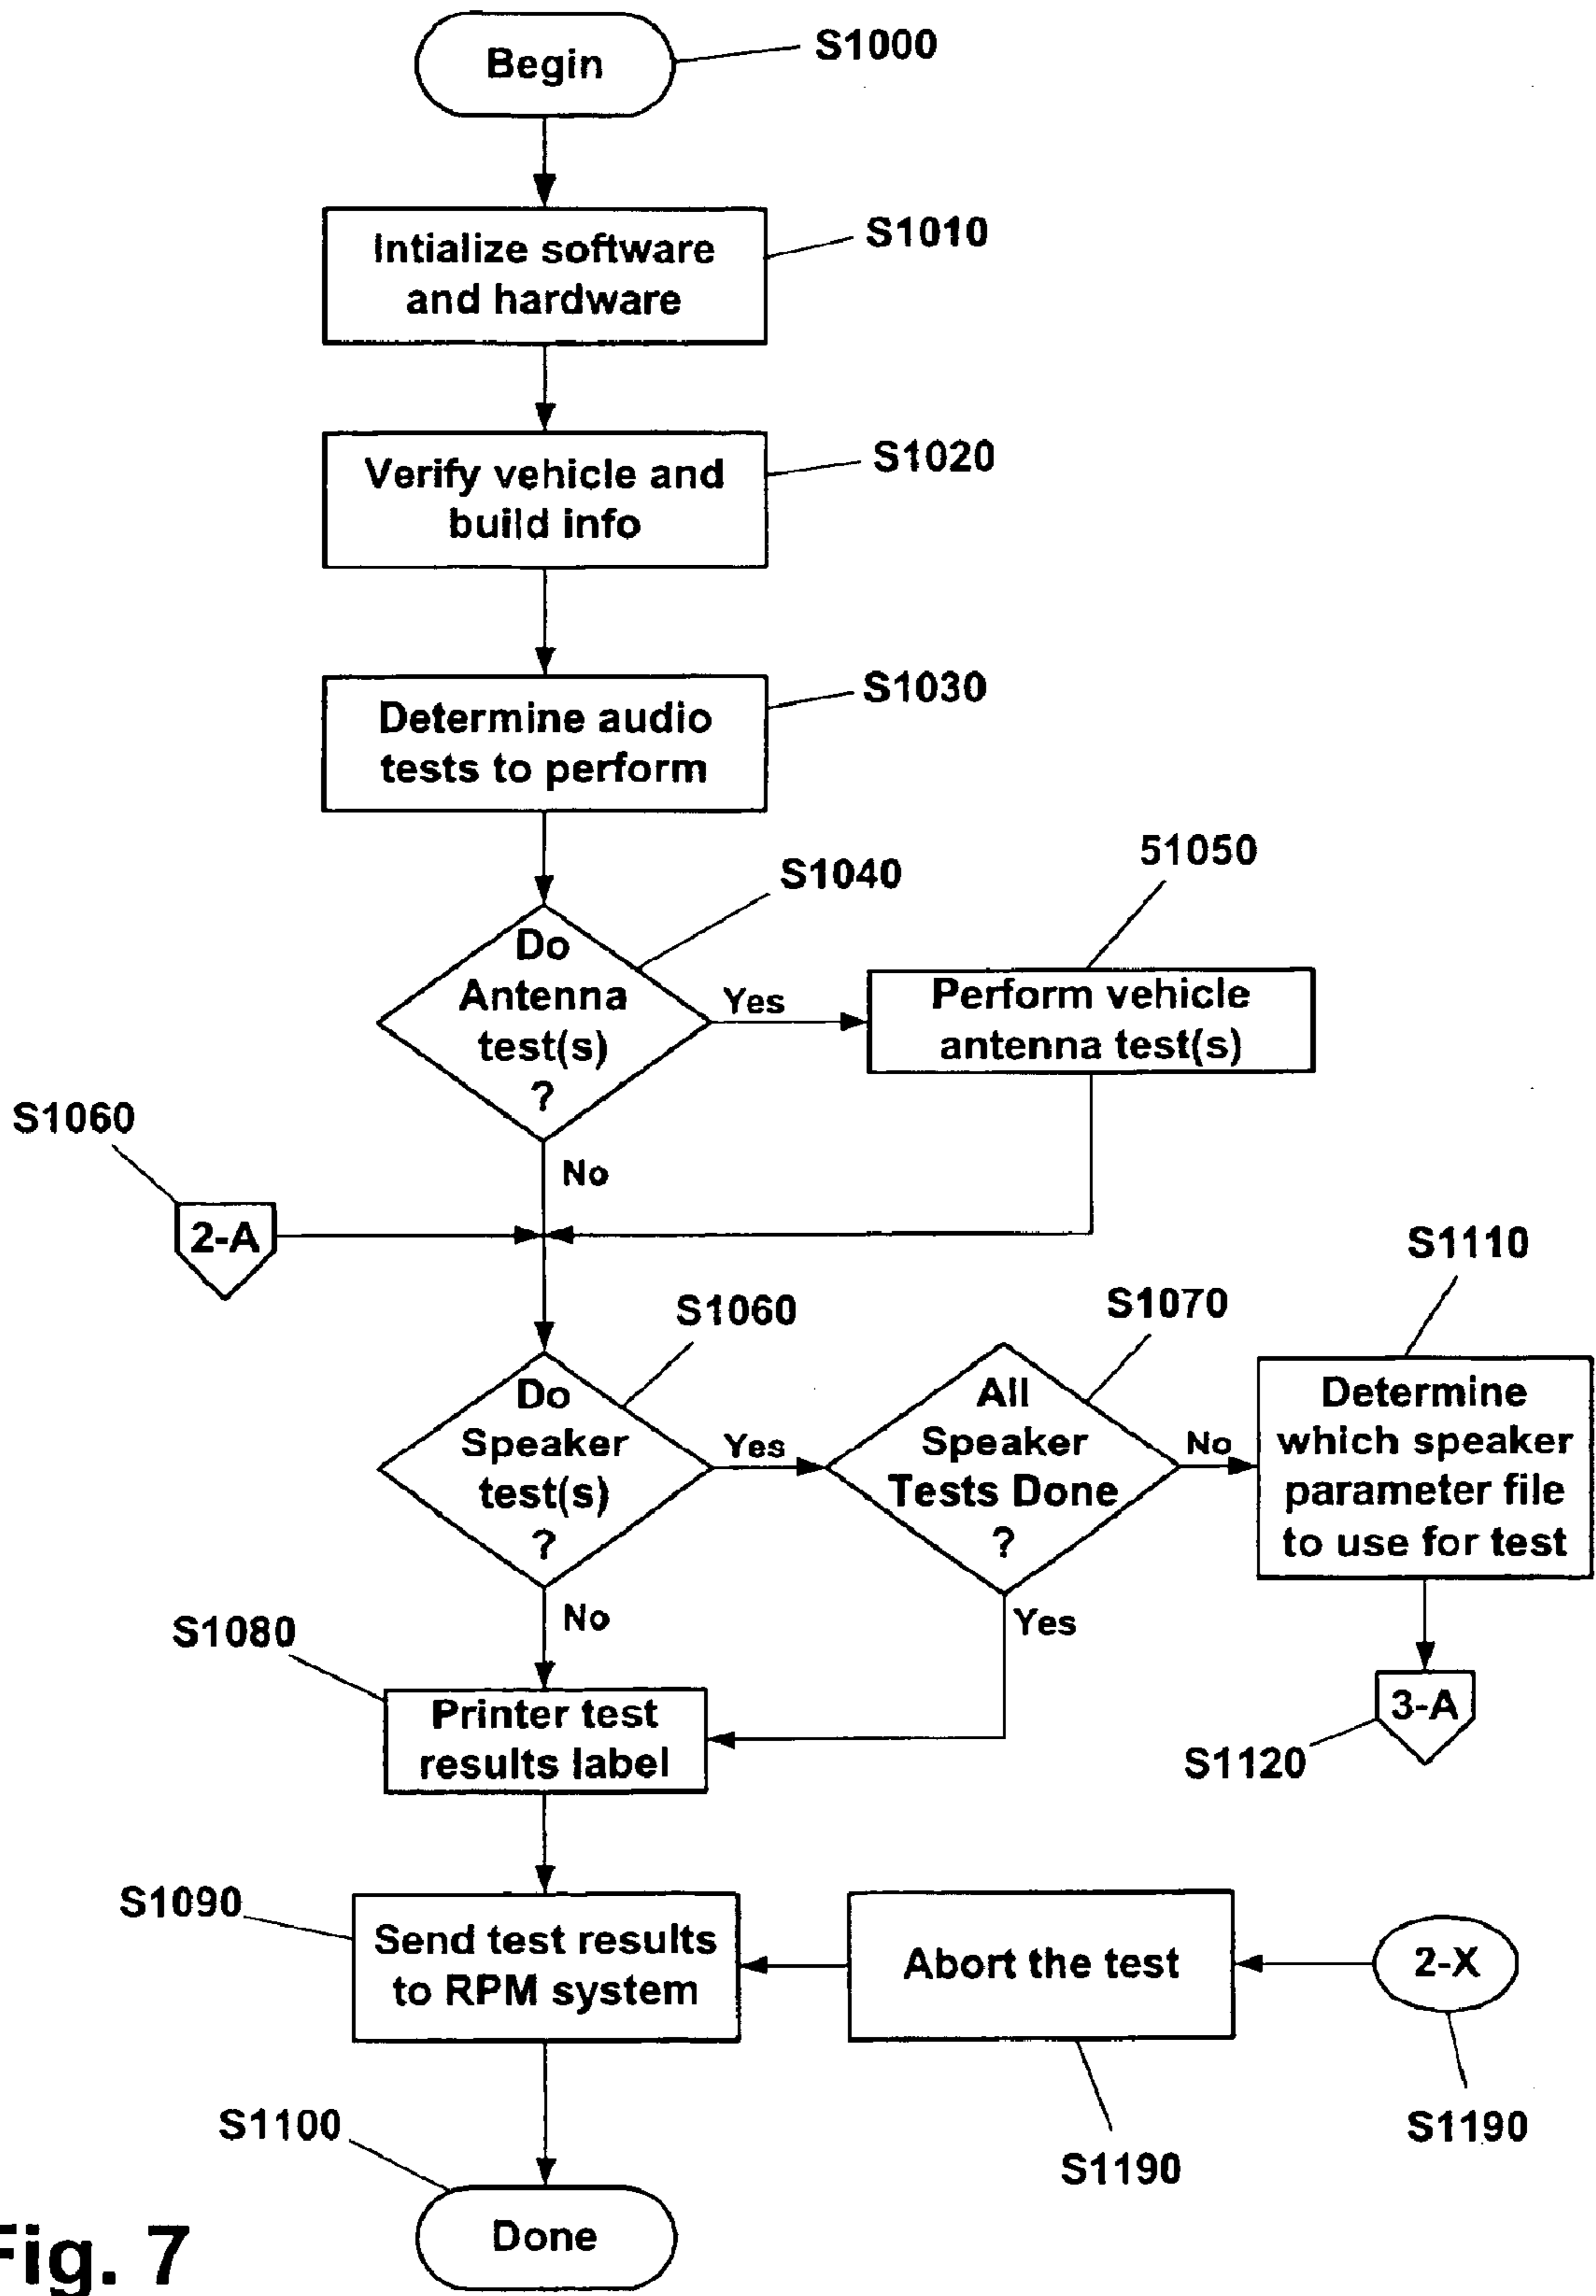 Begin
S1000
Intialize software
and hardware
S1010
Verify vehicle and
build info
S1020
Determine audio
tests to perform
S1030
Do
Antenna
test(s)
?
S1040
Yes
51050
Perform vehicle
antenna test(s)
No
S1060
2-A
Do
Speaker
test(s)
?
S1060
Yes
All
Speaker
Tests Done
?
S1070
No
S1110
Determine
which speaker
parameter file
to use for test
3-A
S1120
No
Yes
S1080
Printer test
results label
S1090
Send test results
to RPM system
Abort the test
S1190
2-X
S1190
S1100
Done
Fig. 7